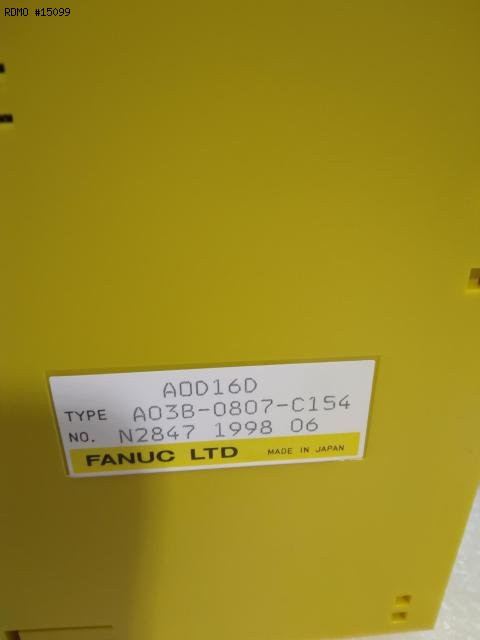 RDMO #15099
AOD16D
TYPE A03B-0807-C154
NO. N2847 1998 06
FANUC LTD MADE IN JAPAN